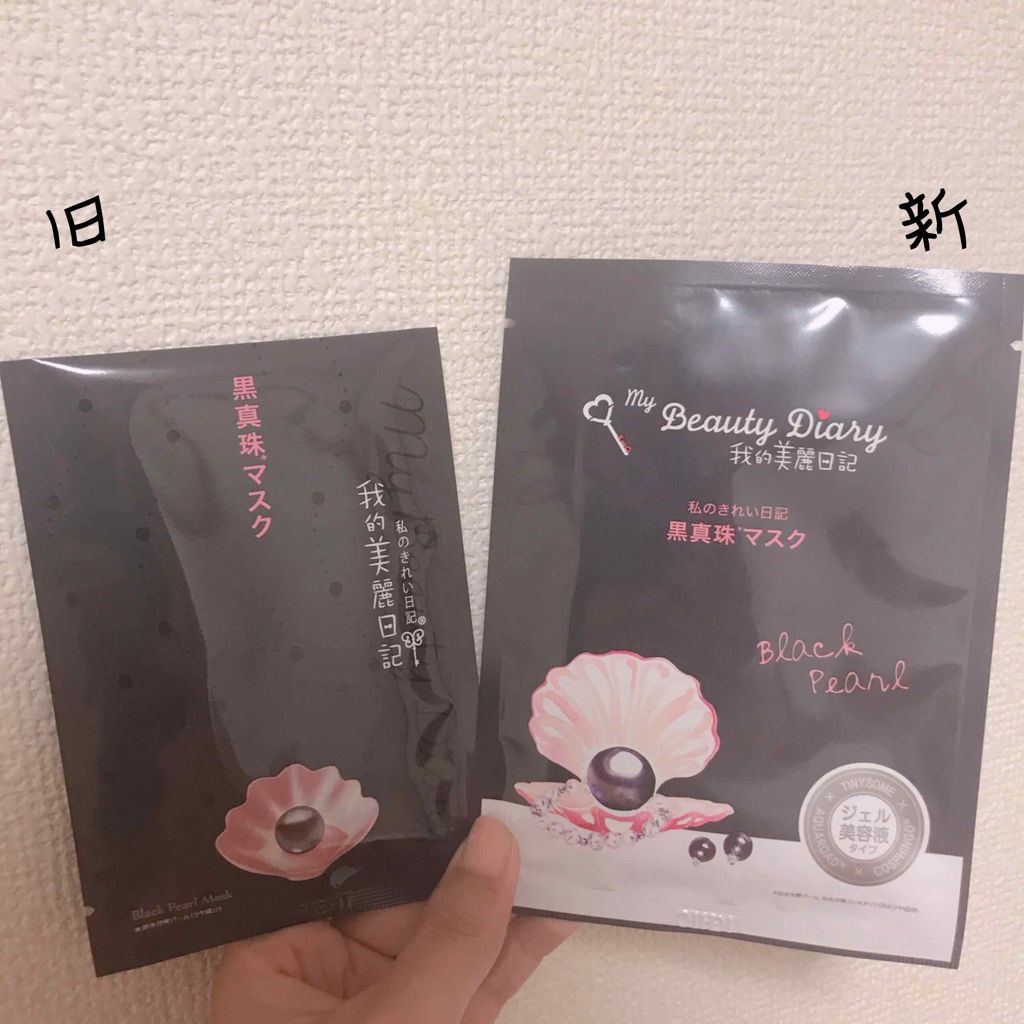 旧
新
黒真珠*マスク
我的美麗日記
私のきれい日記®
Black Pearl Mask
My
Beauty Diary
我的美麗日記
私のきれい日記
黒真珠*マスク
Black
Pearl
TINYSOME
AQUARCAD
ジェル
美容液
タイプ